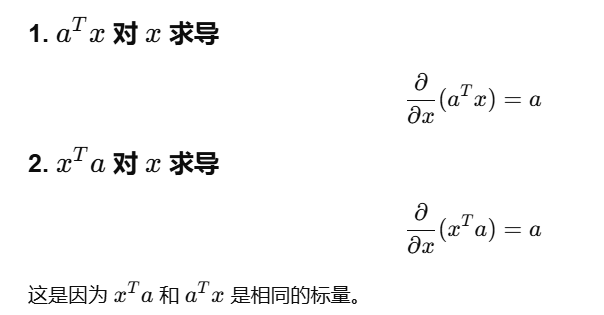 1. $a^T x$ 对 $x$ 求导
$\frac{\partial}{\partial x}(a^T x) = a$
2. $x^T a$ 对 $x$ 求导
$\frac{\partial}{\partial x}(x^T a) = a$
这是因为 $x^T a$ 和 $a^T x$ 是相同的标量。